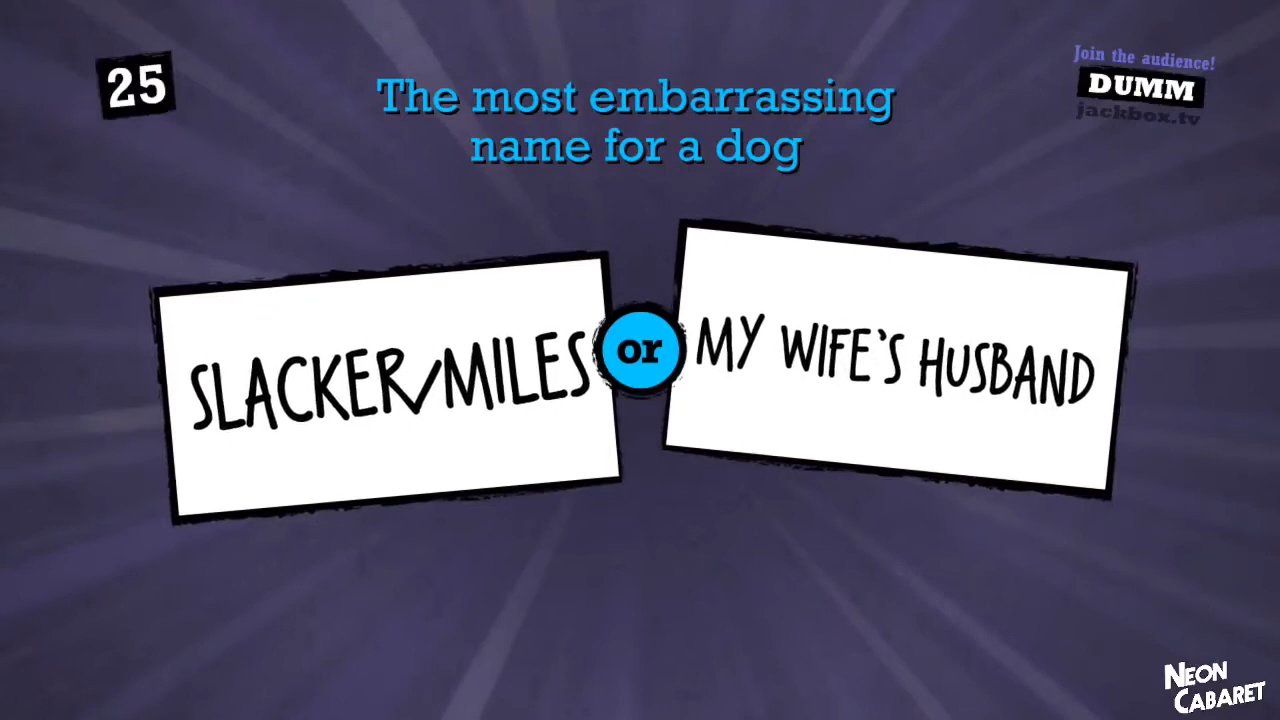 25
The most embarrassing
name for a dog
Join the audience!
DUMM
jackbox.tv
SLACKER/MILES
or
MY WIFE'S HUSBAND
NEON
CABARET